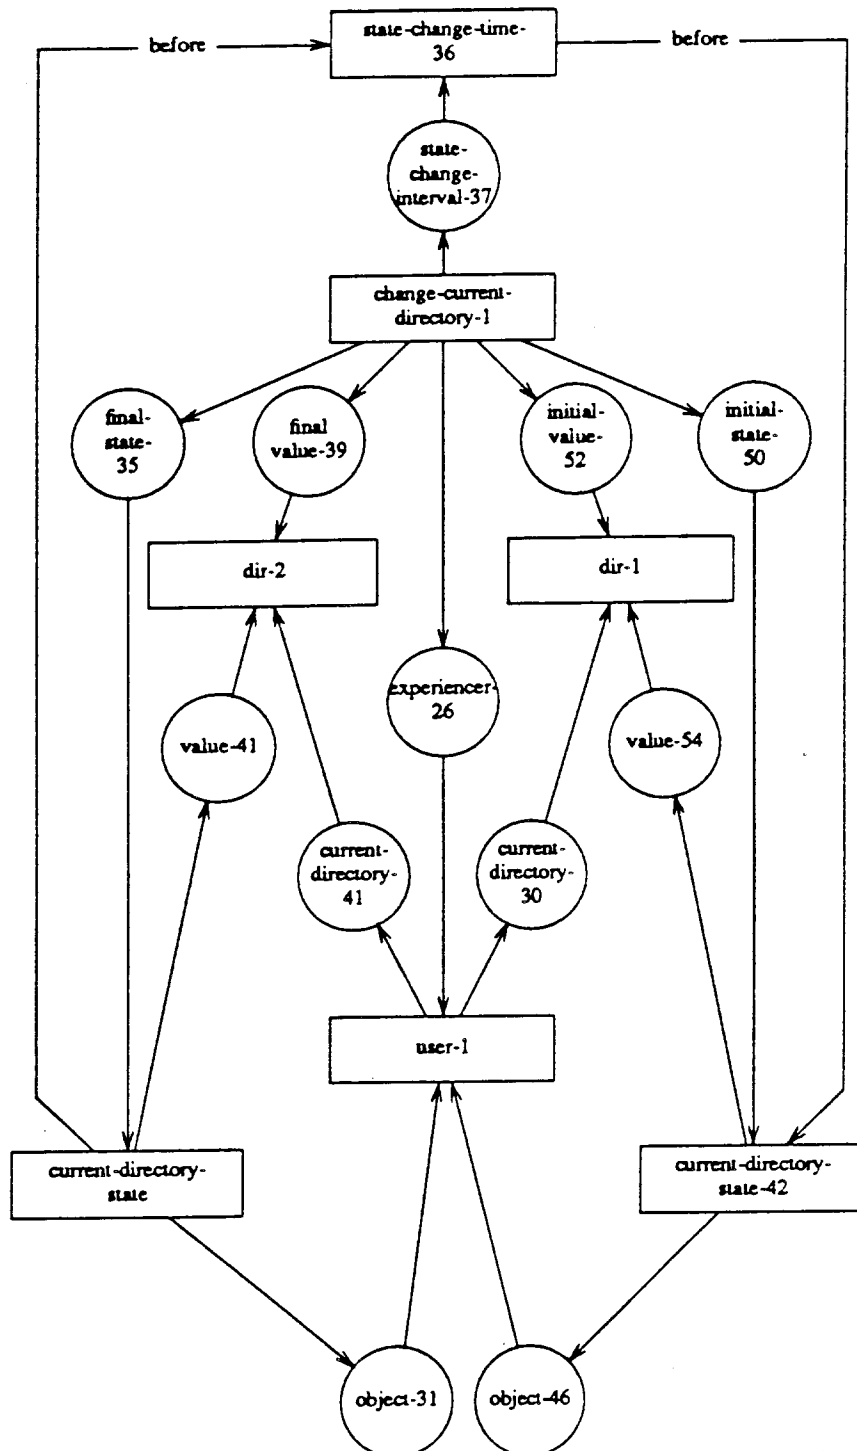 state-change-time-
36
before
before
state-
change-
interval-37
change-current-
directory-1
final-
state-
35
final
value-39
initial-
value-
52
initial-
state-
50
dir-2
dir-1
experiencer-
26
value-41
value-54
current-
directory-
41
current-
directory-
30
user-1
current-directory-
state
current-directory-
state-42
object-31
object-46